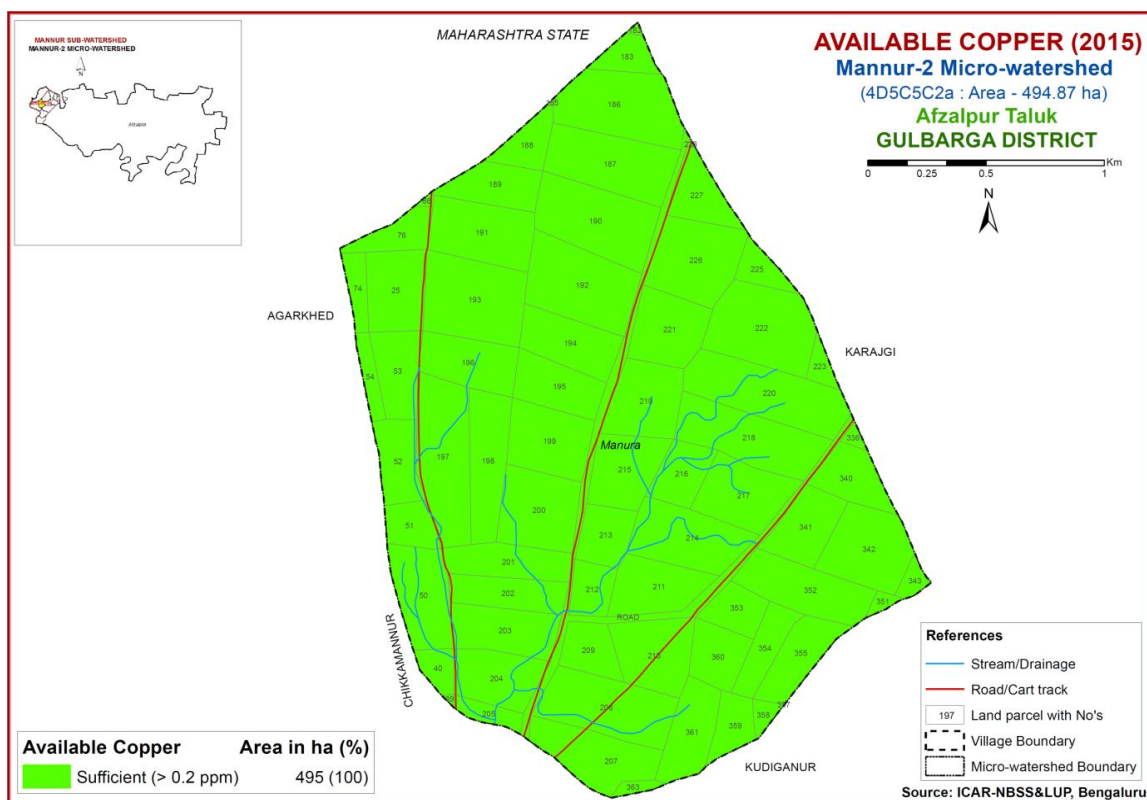 MANNUR SUB-WATERSHED
MANNUR-2 MICRO-WATERSHED
N
Afzalpur
MAHARASHTRA STATE
AVAILABLE COPPER (2015)
Mannur-2 Micro-watershed
(4D5C5C2a : Area - 494.87 ha)
Afzalpur Taluk
GULBARGA DISTRICT
Km
0 0.25 0.5 1
N
183
186
188
187
189
227
76
190
191
226
225
74
25
192
193
AGARKHED
221
222
194
KARAJGI
196
223
53
54
195
220
219
218
336
199
Manura
52
197
198
215
216
340
217
200
51
213
214
341
342
201
343
50
202
212
211
352
351
353
ROAD
203
209
210
354
355
360
CHIKKAMANNUR
40
204
205
206
358
359
361
207
KUDIGANUR
363
References
Stream/Drainage
Road/Cart track
197 Land parcel with No's
Village Boundary
Micro-watershed Boundary
Available Copper Area in ha (%)
Sufficient (> 0.2 ppm) 495 (100)
Source: ICAR-NBSS&LUP, Bengaluru